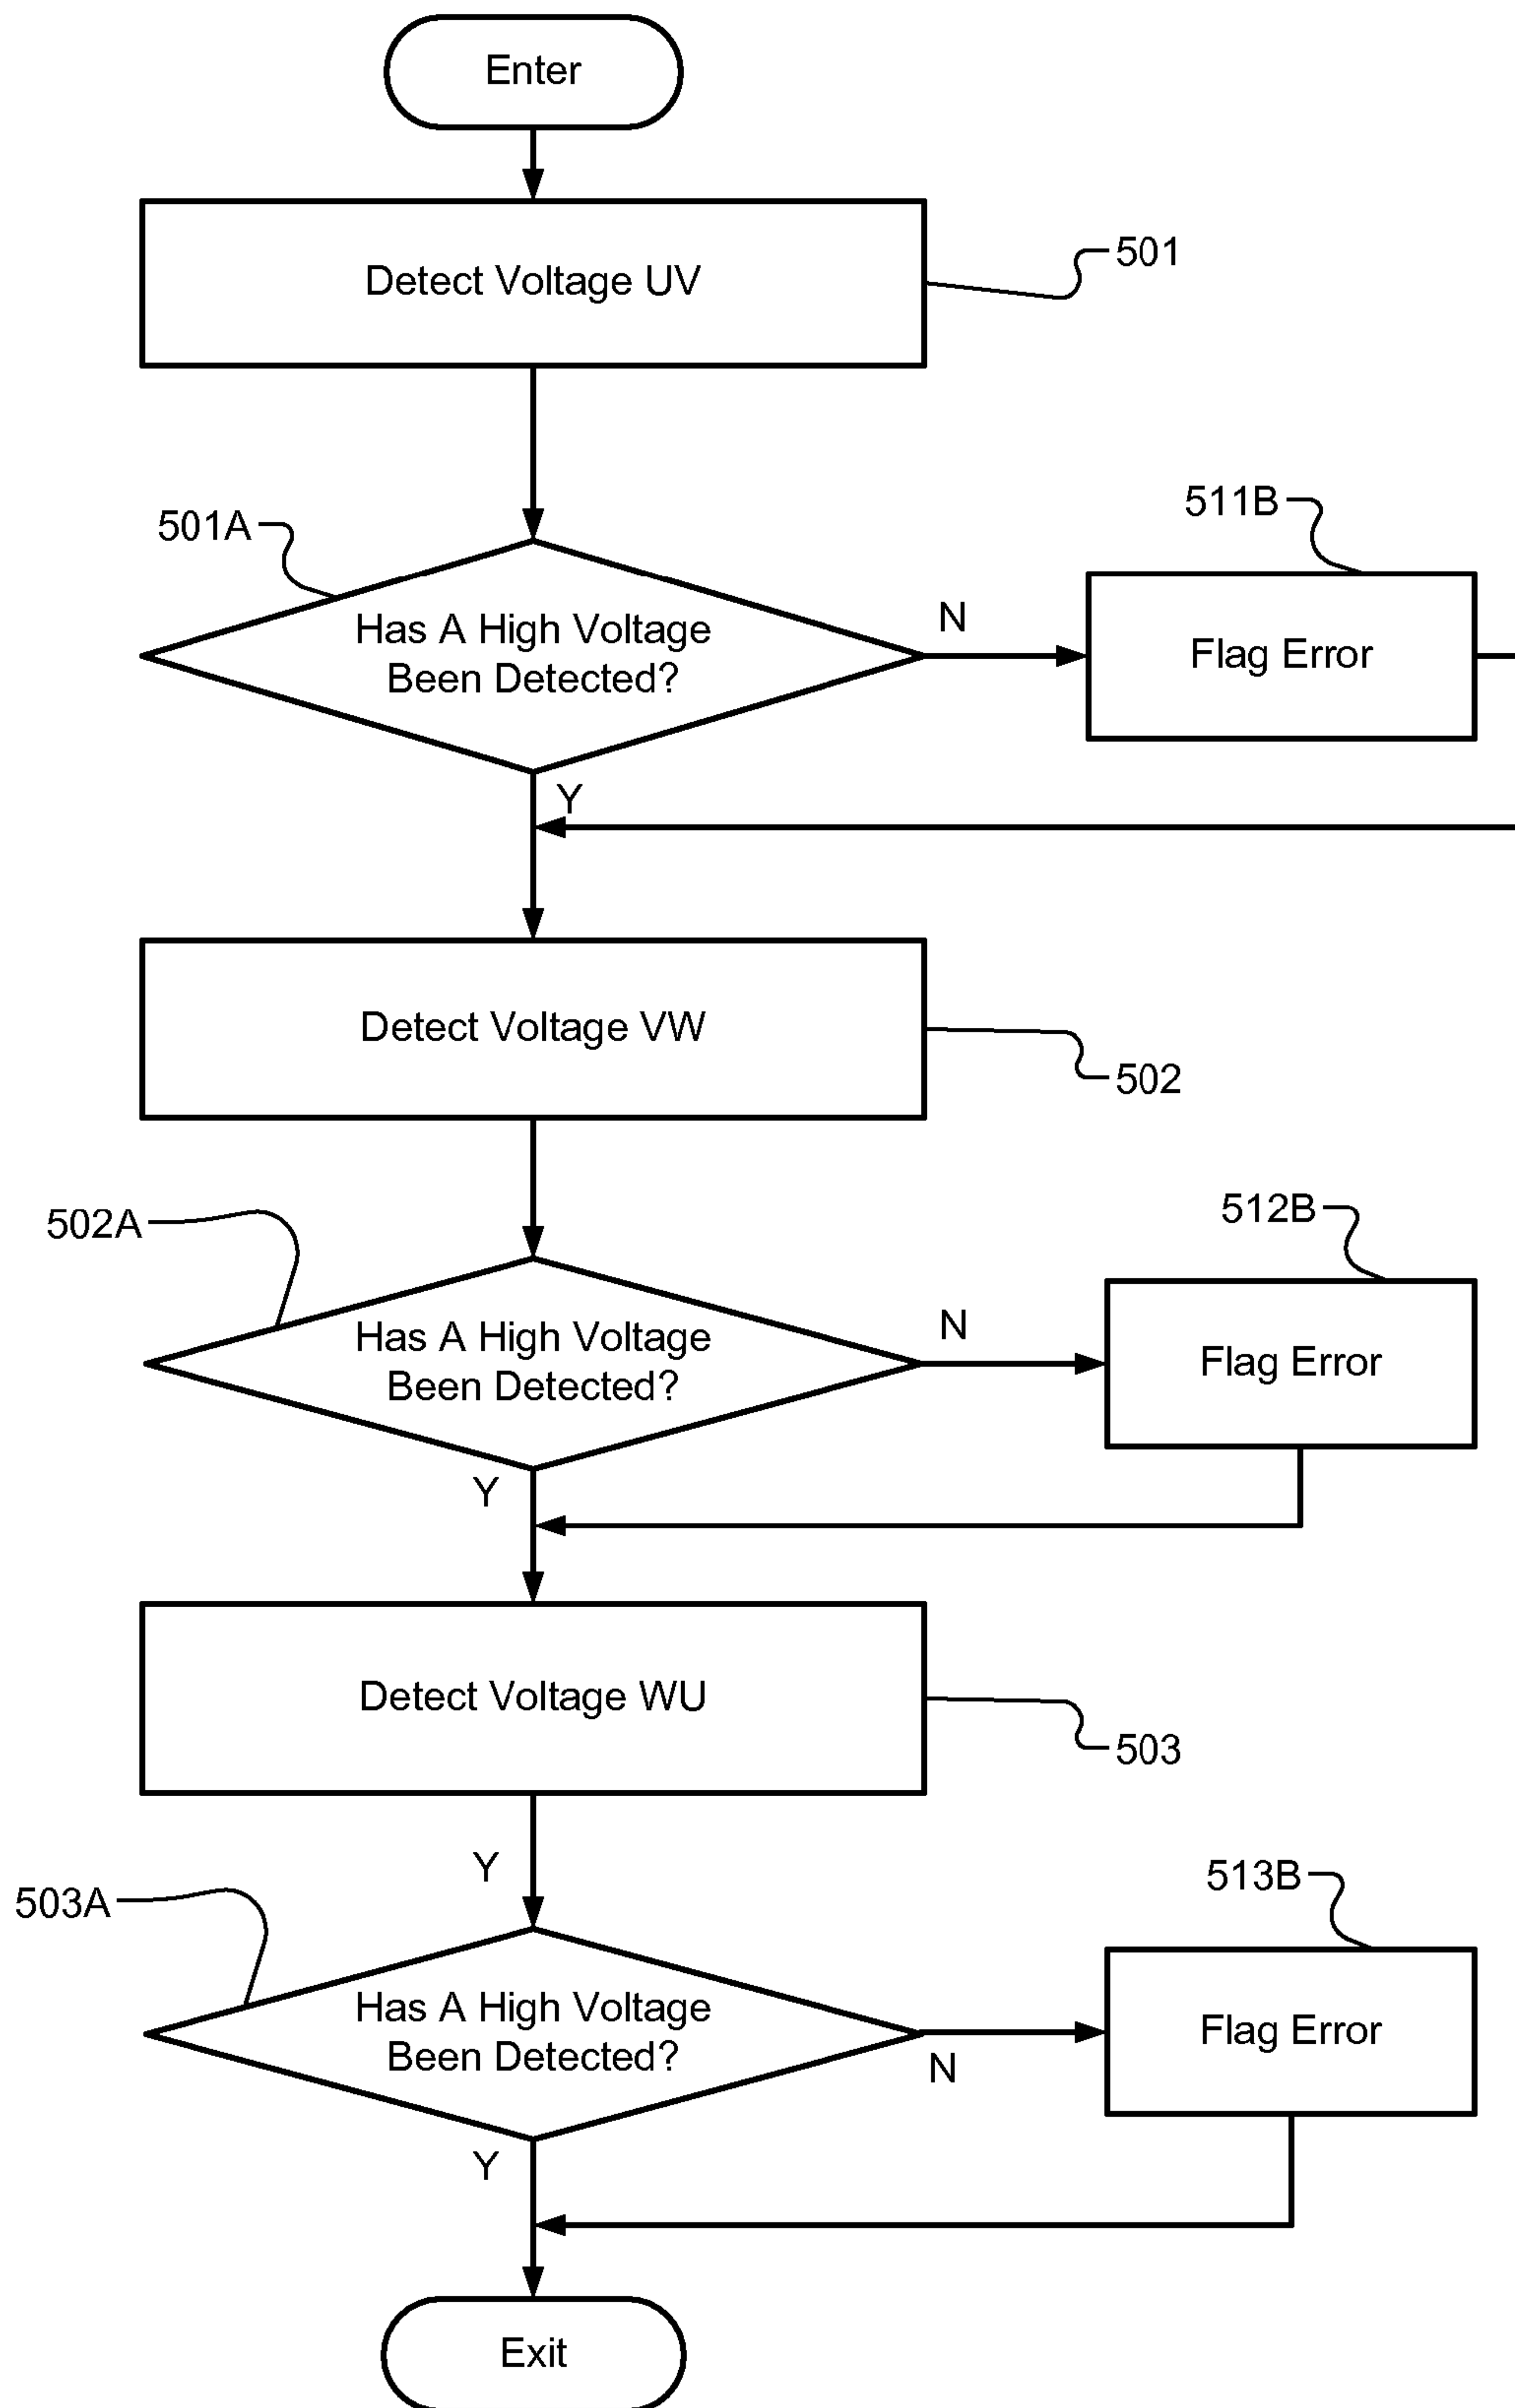 Enter
Detect Voltage UV
501
501A
Has A High Voltage
Been Detected?
N
511B
Flag Error
Y
Detect Voltage VW
502
502A
Has A High Voltage
Been Detected?
N
512B
Flag Error
Y
Detect Voltage WU
503
Y
503A
Has A High Voltage
Been Detected?
N
513B
Flag Error
Y
Exit